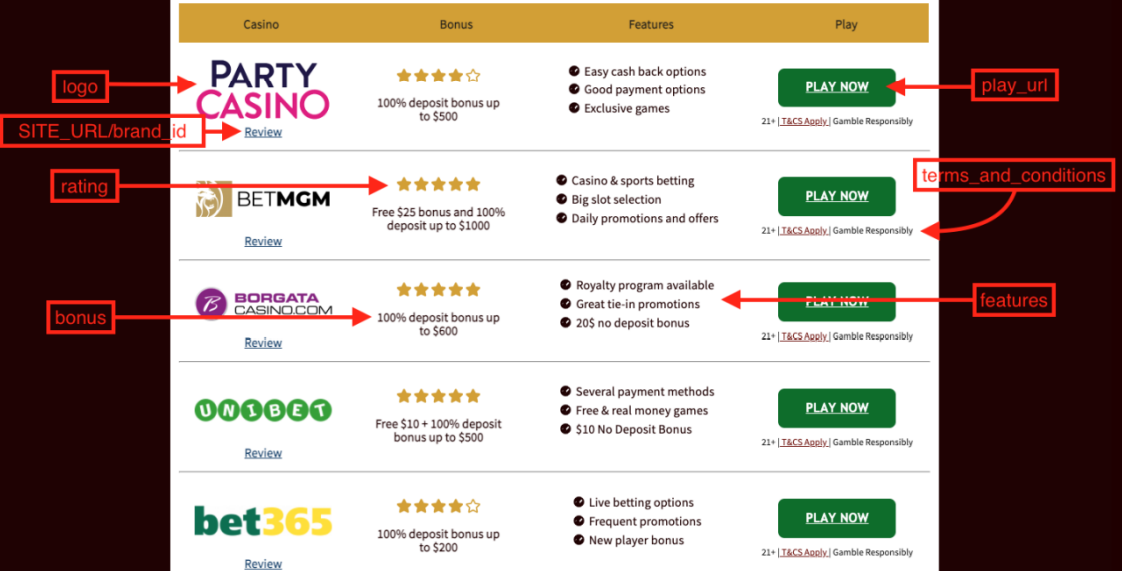 Casino Bonus Features Play
logo
PARTY
CASINO
SITE_URL/brand_id
Review
100% deposit bonus up
to $500
Easy cash back options
Good payment options
Exclusive games
PLAY NOW
21+ | T&CS Apply | Gamble Responsibly
play_url
rating
BETMGM
Review
Free $25 bonus and 100%
deposit up to $1000
Casino & sports betting
Big slot selection
Daily promotions and offers
PLAY NOW
21+ | T&CS Apply | Gamble Responsibly
terms_and_conditions
bonus
B
BORGATA
CASINO.COM
Review
100% deposit bonus up
to $600
Royalty program available
Great tie-in promotions
20$ no deposit bonus
PLAY NOW
21+ | T&CS Apply | Gamble Responsibly
features
UNIBET
Review
Free $10 + 100% deposit
bonus up to $500
Several payment methods
Free & real money games
$10 No Deposit Bonus
PLAY NOW
21+ | T&CS Apply | Gamble Responsibly
bet365
Review
100% deposit bonus up
to $200
Live betting options
Frequent promotions
New player bonus
PLAY NOW
21+ | T&CS Apply | Gamble Responsibly